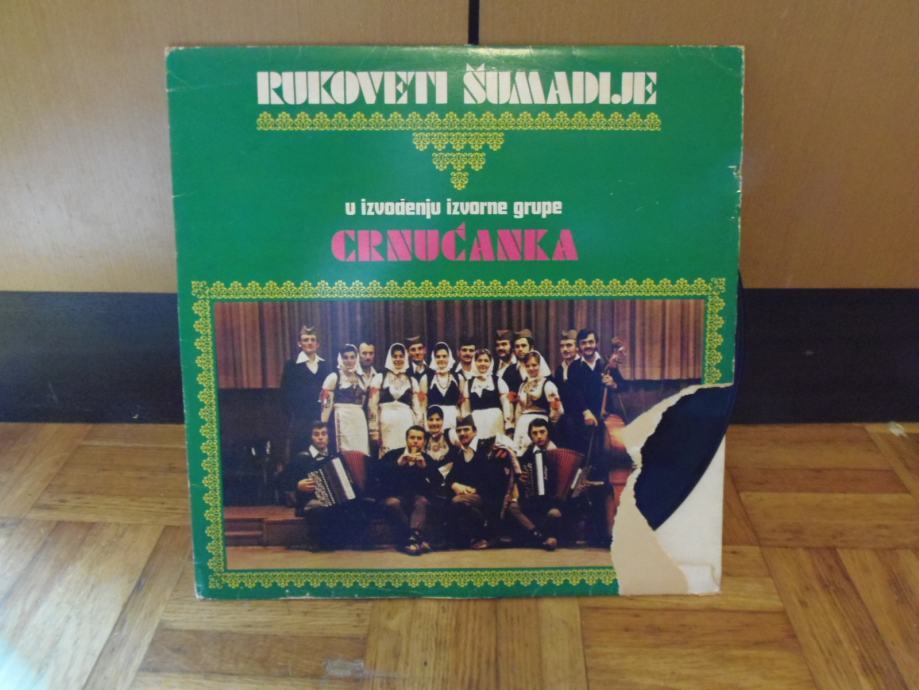 RUKOVETI ŠUMADIJE
u izvođenju izvorne grupe
CRNUĆANKA